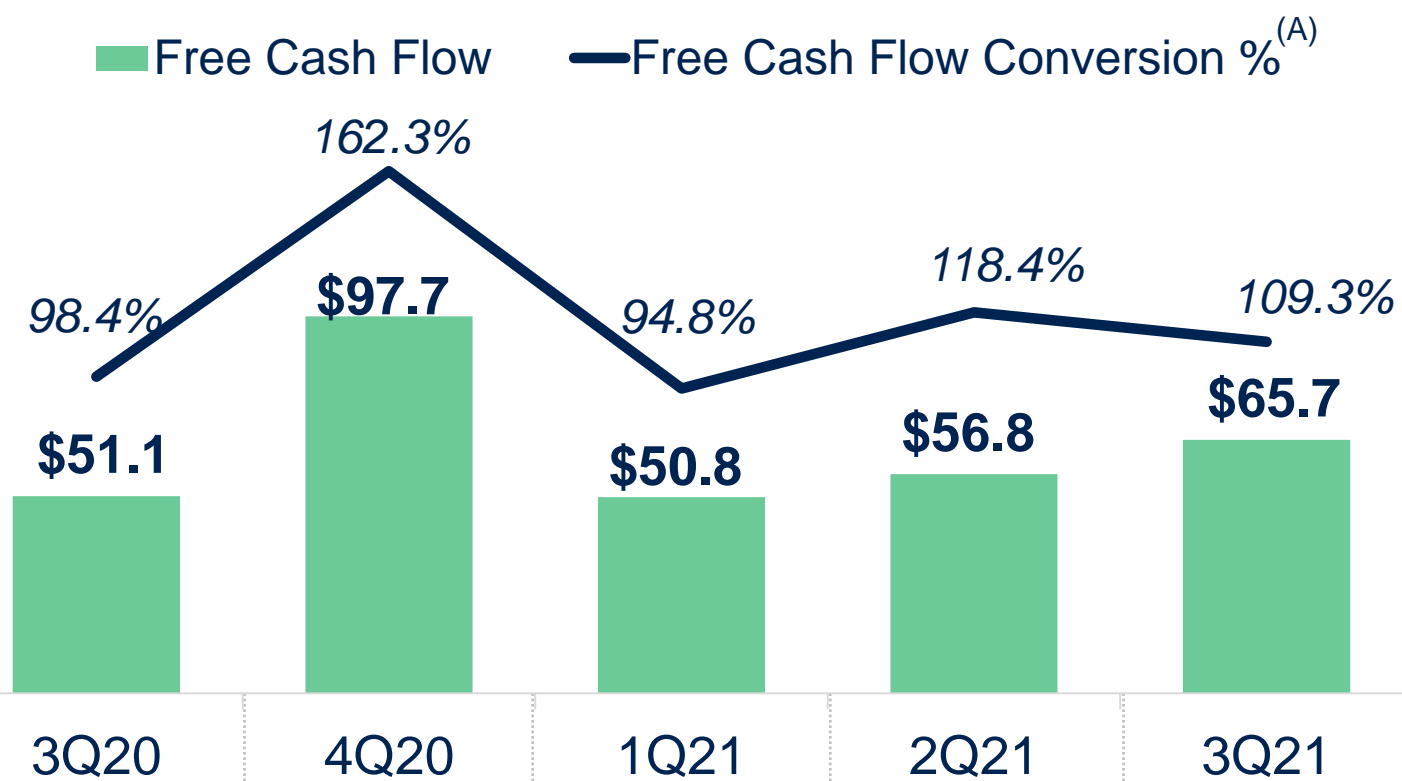 Free Cash Flow Free Cash Flow Conversion %(A)
162.3%
98.4% $97.7 94.8% 118.4% 109.3%
$51.1 $50.8 $56.8 $65.7
3Q20 4Q20 1Q21 2Q21 3Q21